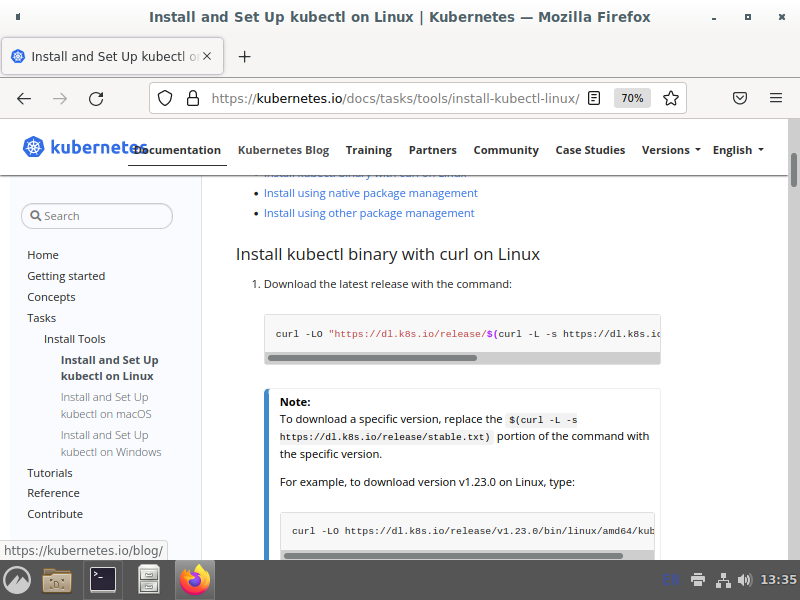 Install and Set Up kubectl on Linux | Kubernetes — Mozilla Firefox
Install and Set Up kubectl o
https://kubernetes.io/docs/tasks/tools/install-kubectl-linux/
70%
kubernetes
Documentation
Kubernetes Blog
Training
Partners
Community
Case Studies
Versions
English
Search
Home
Getting started
Concepts
Tasks
Install Tools
Install and Set Up
kubectl on Linux
Install and Set Up
kubectl on macOS
Install and Set Up
kubectl on Windows
Tutorials
Reference
Contribute
Install kubectl binary with curl on Linux
• Install using native package management
• Install using other package management
Install kubectl binary with curl on Linux
1. Download the latest release with the command:
curl -LO "https://dl.k8s.io/release/$(curl -L -s https://dl.k8s.io
Note:
To download a specific version, replace the $(curl -L -s
https://dl.k8s.io/release/stable.txt) portion of the command with
the specific version.
For example, to download version v1.23.0 on Linux, type:
curl -LO https://dl.k8s.io/release/v1.23.0/bin/linux/amd64/kub
https://kubernetes.io/blog/
EN
13:35